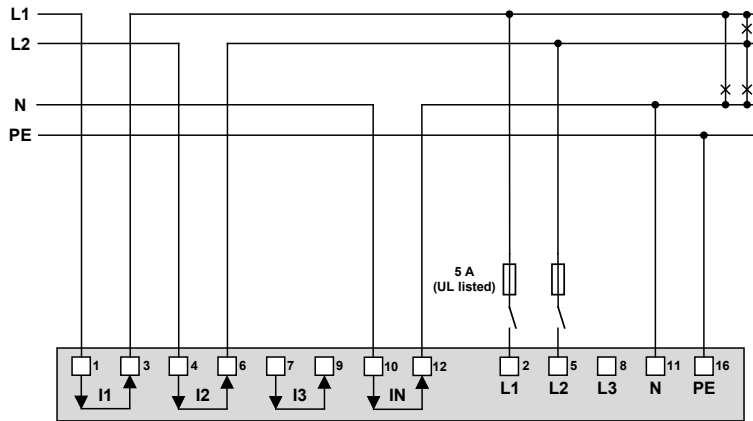 L1
L2
N
PE
5 A
(UL listed)
1 3 4 6 7 9 10 12 2 5 8 11 16
I1 I2 I3 IN L1 L2 L3 N PE